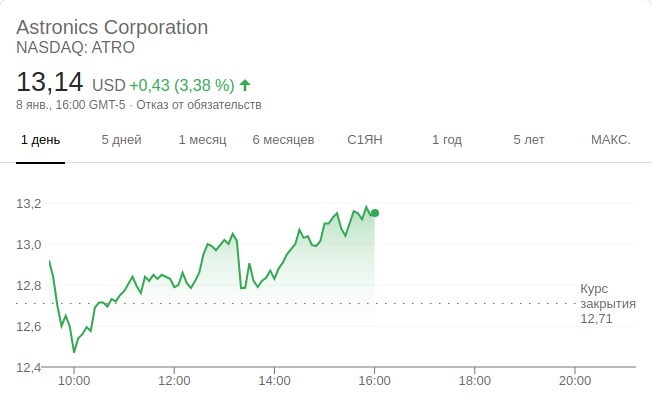 Astronics Corporation
NASDAQ: ATRO
13,14 USD +0,43 (3,38 %)
8 янв., 16:00 GMT-5 · Отказ от обязательств
1 день 5 дней 1 месяц 6 месяцев С1ЯН 1 год 5 лет МАКС.
13,2
13,0
12,8
12,6
12,4
Курс
закрытия
12,71
10:00 12:00 14:00 16:00 18:00 20:00